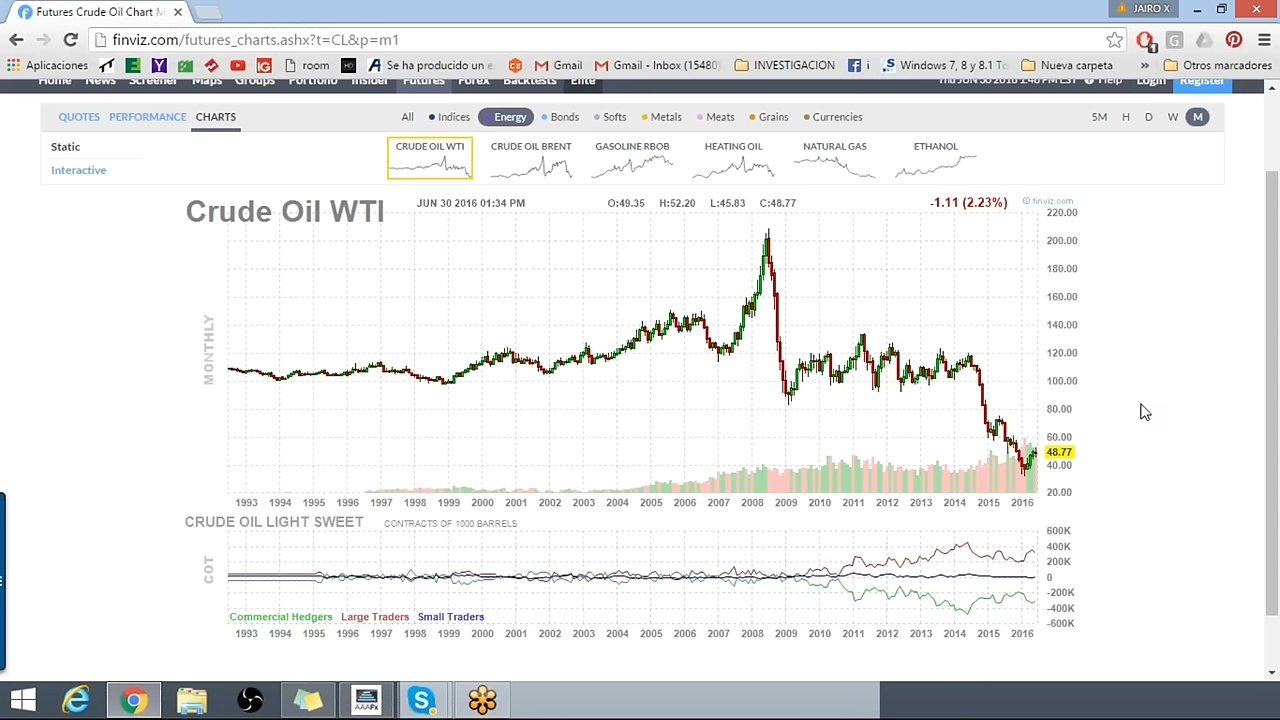 Futures Crude Oil Chart M
JAIRO X
finviz.com/futures_charts.ashx?t=CL&p=m1
Aplicaciones
Se ha producido un e
Gmail
Gmail - Inbox (15480)
INVESTIGACION
i
Windows 7, 8 y 8.1 To
Nueva carpeta
»
Otros marcadores
room
Home News Screener Maps Groups Portfolio Insider Futures Forex Backtests Elite
Thu JUN 30 2016 1:48 PM EST
Help
Login
Register
QUOTES PERFORMANCE CHARTS
All Indices Energy Bonds Softs Metals Meats Grains Currencies
5M H D W M
Static
Interactive
CRUDE OIL WTI CRUDE OIL BRENT GASOLINE RBOB HEATING OIL NATURAL GAS ETHANOL
Crude Oil WTI
JUN 30 2016 01:34 PM O:49.35 H:52.20 L:45.83 C:48.77 -1.11 (2.23%) © finviz.com
MONTHLY
220.00
200.00
180.00
160.00
140.00
120.00
100.00
80.00
60.00
48.77
40.00
20.00
1993 1994 1995 1996 1997 1998 1999 2000 2001 2002 2003 2004 2005 2006 2007 2008 2009 2010 2011 2012 2013 2014 2015 2016
CRUDE OIL LIGHT SWEET CONTRACTS OF 1000 BARRELS
COT
600K
400K
200K
0
-200K
-400K
-600K
Commercial Hedgers Large Traders Small Traders
1993 1994 1995 1996 1997 1998 1999 2000 2001 2002 2003 2004 2005 2006 2007 2008 2009 2010 2011 2012 2013 2014 2015 2016